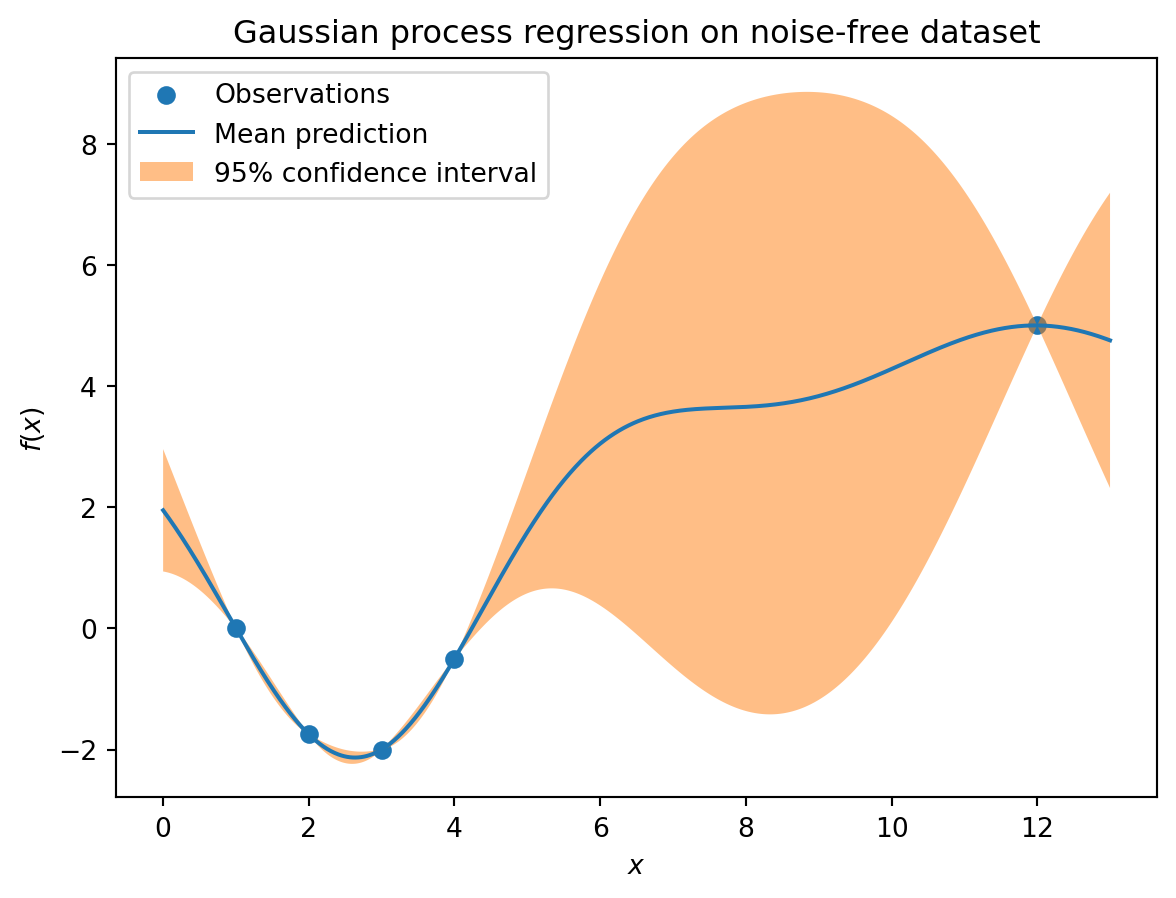 Gaussian process regression on noise-free dataset
Observations
Mean prediction
95% confidence interval
8
6
4
2
0
−2
f(x)
0 2 4 6 8 10 12
x